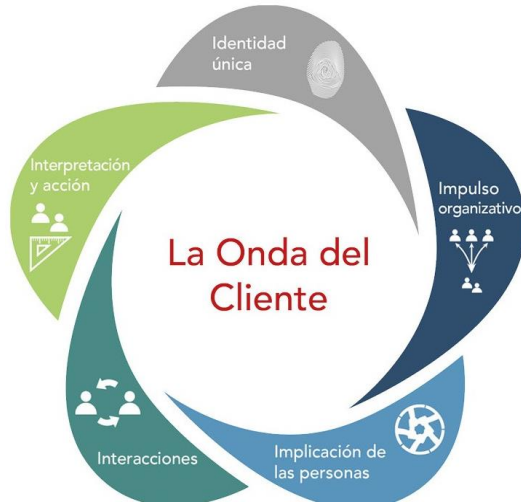 Identidad
única
Impulso
organizativo
Implicación de
las personas
Interacciones
Interpretación
y acción
La Onda del
Cliente